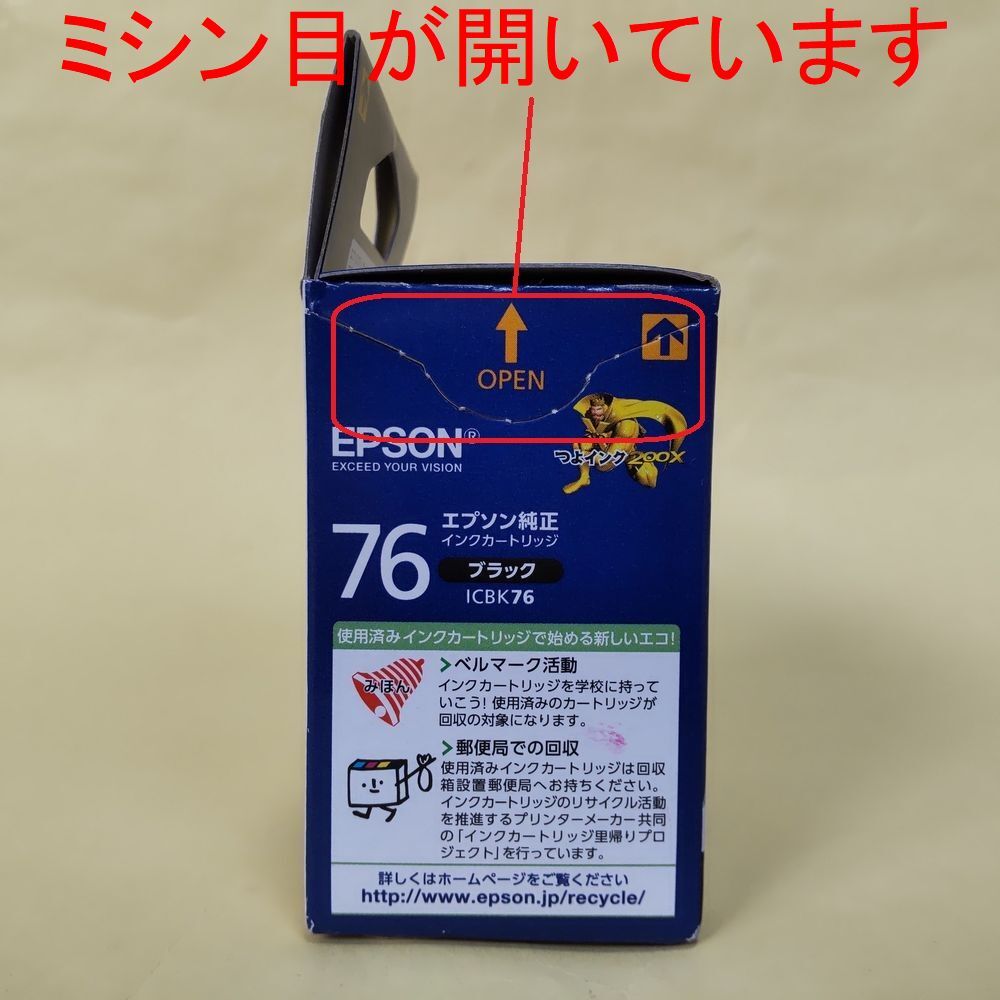 ミシン目が開いています
OPEN
EPSON®
EXCEED YOUR VISION
つよインク200X
76
エプソン純正
インクカートリッジ
ブラック
ICBK76
使用済みインクカートリッジで始める新しいエコ!
みほん
ベルマーク活動
インクカートリッジを学校に持って
いこう!使用済みのカートリッジが
回収の対象になります。
郵便局での回収
使用済みインクカートリッジは回収
箱設置郵便局へお持ちください。
インクカートリッジのリサイクル活動
を推進するプリンターメーカー共同
の「インクカートリッジ里帰りプロ
ジェクト」を行っています。
詳しくはホームページをご覧ください
http://www.epson.jp/recycle/